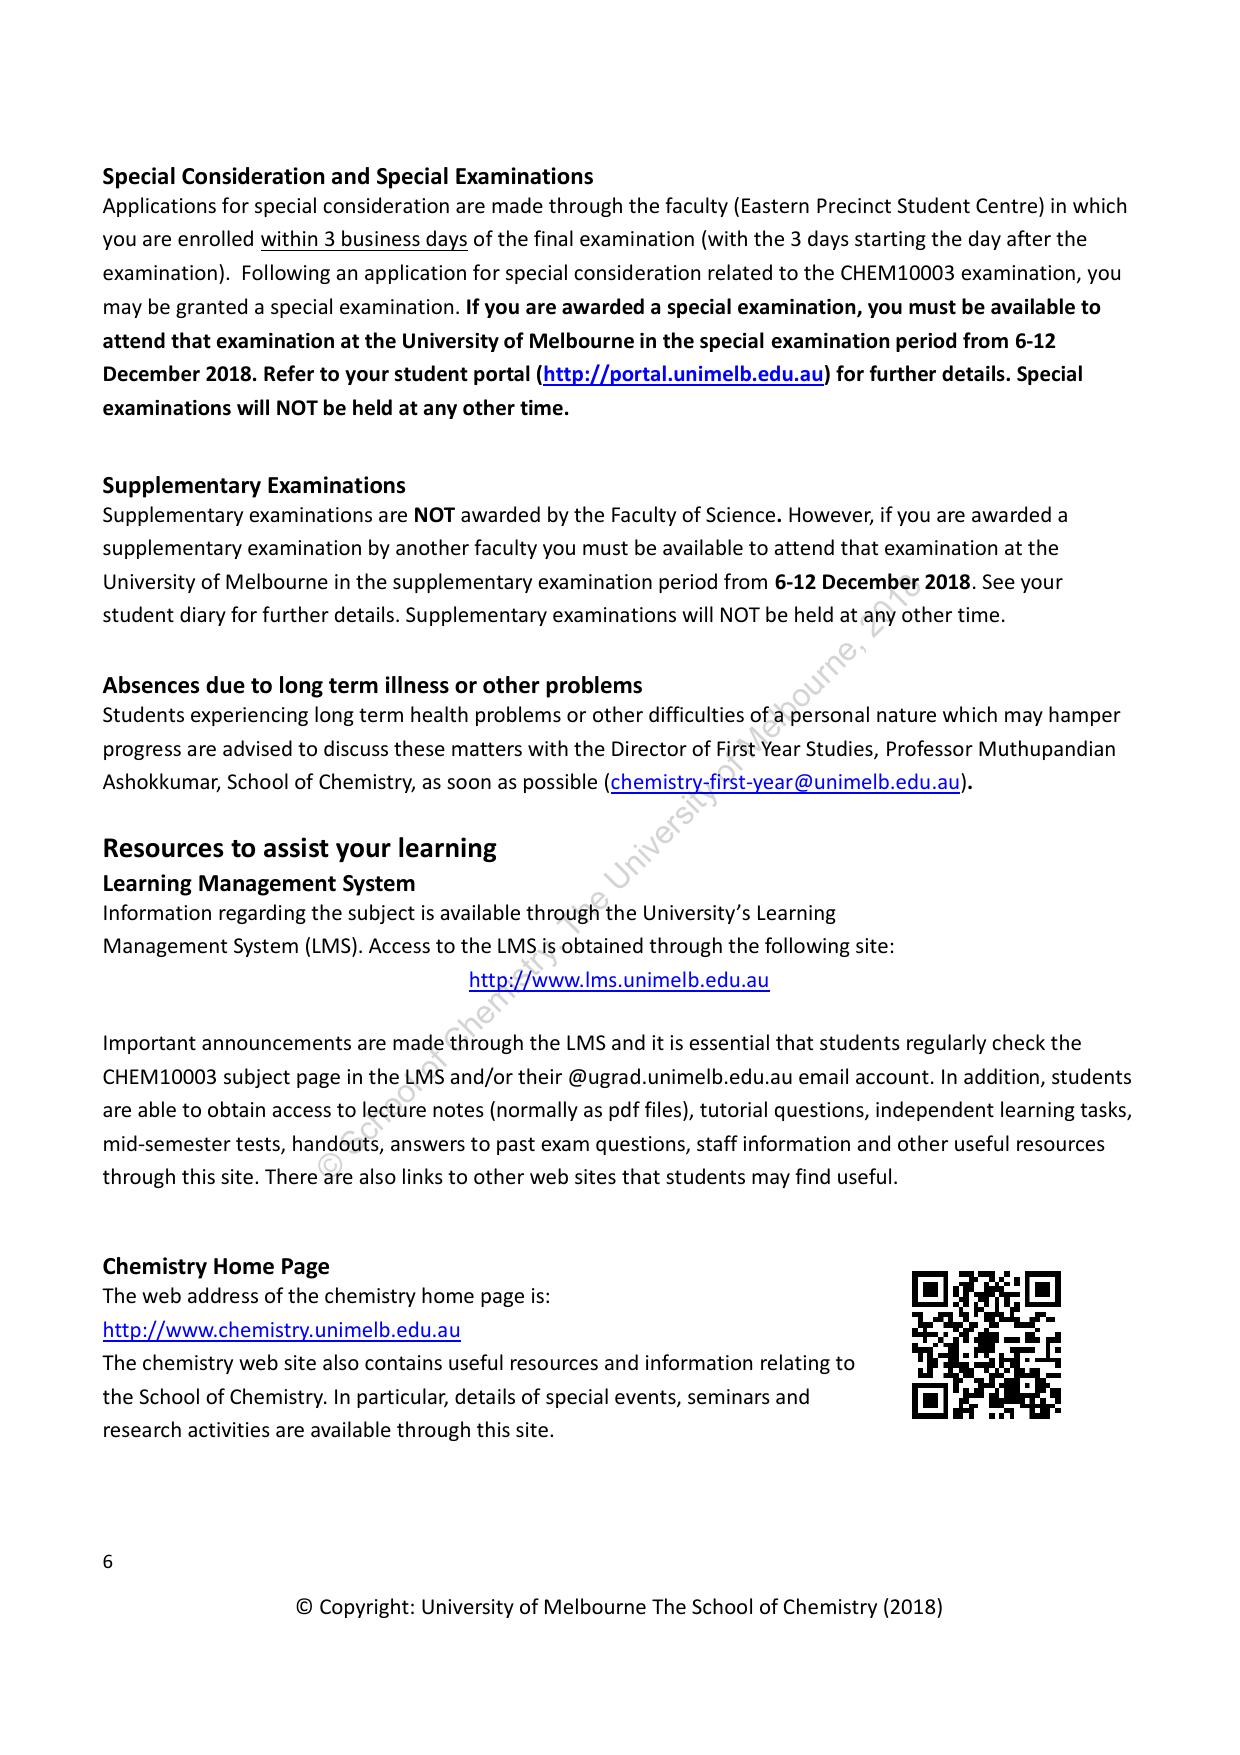 Special Consideration and Special Examinations
Applications for special consideration are made through the faculty (Eastern Precinct Student Centre) in which
you are enrolled within 3 business days of the final examination (with the 3 days starting the day after the
examination).  Following an application for special consideration related to the CHEM10003 examination, you
may be granted a special examination. If you are awarded a special examination, you must be available to
attend that examination at the University of Melbourne in the special examination period from 6-12
December 2018. Refer to your student portal (http://portal.unimelb.edu.au) for further details. Special
examinations will NOT be held at any other time.
Supplementary Examinations
Supplementary examinations are NOT awarded by the Faculty of Science. However, if you are awarded a
supplementary examination by another faculty you must be available to attend that examination at the
University of Melbourne in the supplementary examination period from 6-12 December 2018. See your
student diary for further details. Supplementary examinations will NOT be held at any other time.
Absences due to long term illness or other problems
Students experiencing long term health problems or other difficulties of a personal nature which may hamper
progress are advised to discuss these matters with the Director of First Year Studies, Professor Muthupandian
Ashokkumar, School of Chemistry, as soon as possible (chemistry-first-year@unimelb.edu.au).
Resources to assist your learning
Learning Management System
Information regarding the subject is available through the University’s Learning
Management System (LMS). Access to the LMS is obtained through the following site:
http://www.lms.unimelb.edu.au
Important announcements are made through the LMS and it is essential that students regularly check the
CHEM10003 subject page in the LMS and/or their @ugrad.unimelb.edu.au email account. In addition, students
are able to obtain access to lecture notes (normally as pdf files), tutorial questions, independent learning tasks,
mid-semester tests, handouts, answers to past exam questions, staff information and other useful resources
through this site. There are also links to other web sites that students may find useful.
Chemistry Home Page
The web address of the chemistry home page is:
http://www.chemistry.unimelb.edu.au
The chemistry web site also contains useful resources and information relating to
the School of Chemistry. In particular, details of special events, seminars and
research activities are available through this site.
6
© Copyright: University of Melbourne The School of Chemistry (2018)
© School of Chemistry, The University of Melbourne, 2018